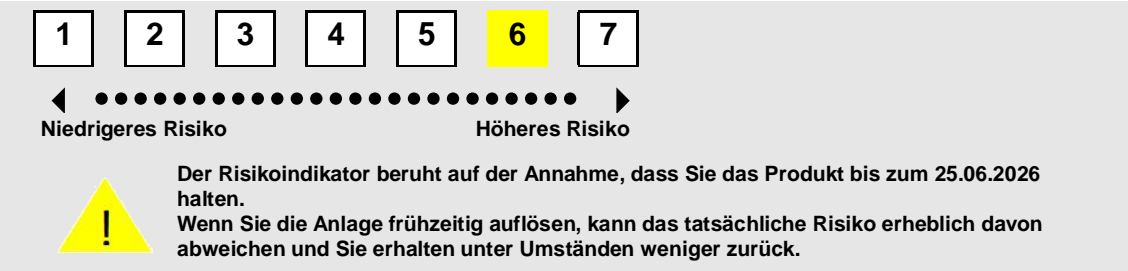 1 2 3 4 5 6 7
Niedrigeres Risiko Höheres Risiko
Der Risikoindikator beruht auf der Annahme, dass Sie das Produkt bis zum 25.06.2026
halten.
Wenn Sie die Anlage frühzeitig auflösen, kann das tatsächliche Risiko erheblich davon
abweichen und Sie erhalten unter Umständen weniger zurück.
!